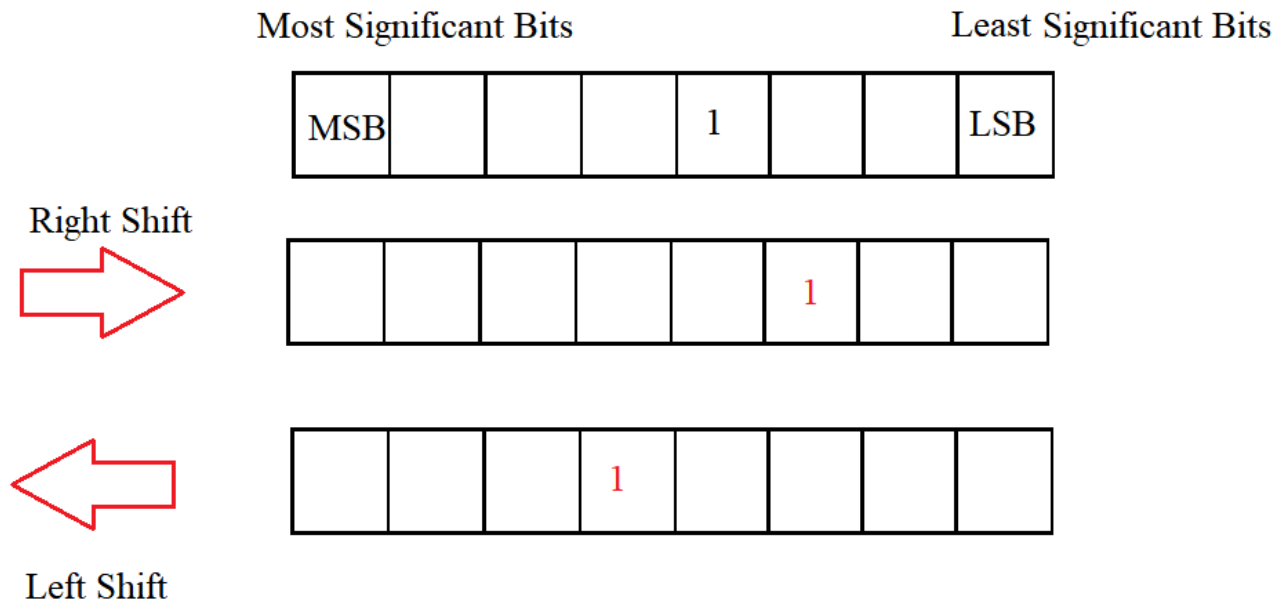 Most Significant Bits Least Significant Bits
MSB 1 LSB
Right Shift
1
1
Left Shift